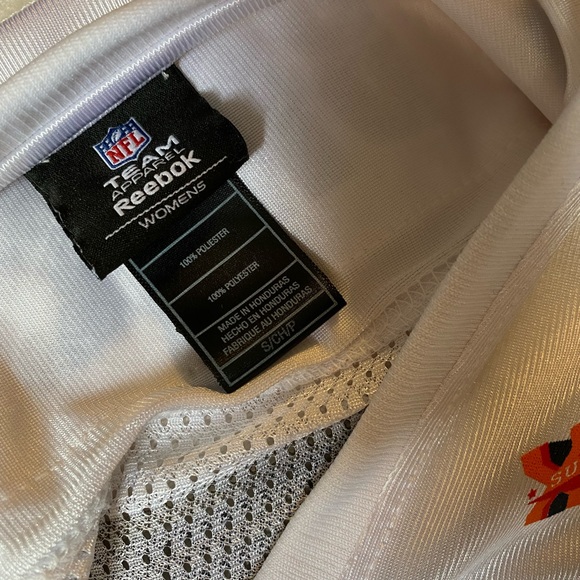 NFL
TEAM
APPAREL
Reebok
WOMENS
100% POLIESTER
100% POLYESTER
MADE IN HONDURAS
HECHO EN HONDURAS
FABRIQUE AU HONDURAS
S/CH/P
SU